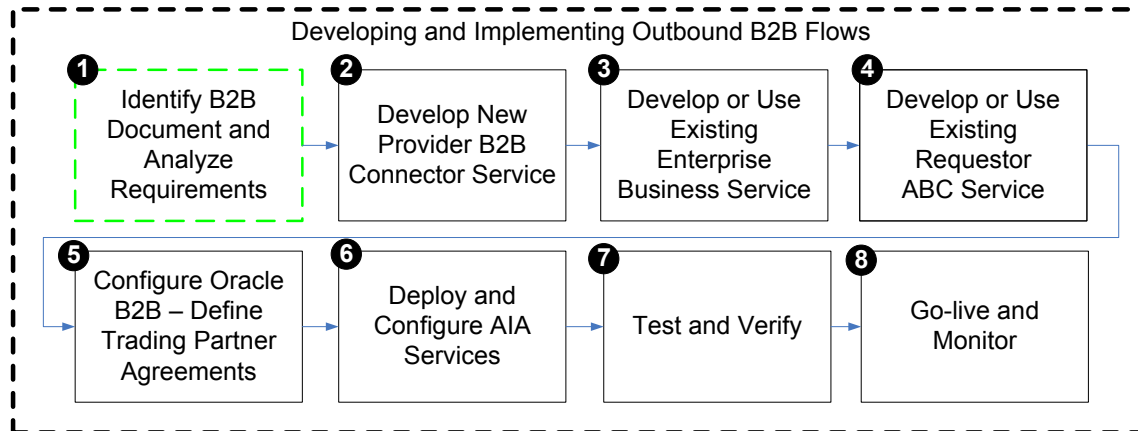 Developing and Implementing Outbound B2B Flows
1
Identify B2B
Document and
Analyze
Requirements
2
Develop New
Provider B2B
Connector Service
3
Develop or Use
Existing
Enterprise
Business Service
4
Develop or Use
Existing
Requestor
ABC Service
5
Configure Oracle
B2B – Define
Trading Partner
Agreements
6
Deploy and
Configure AIA
Services
7
Test and Verify
8
Go-live and
Monitor